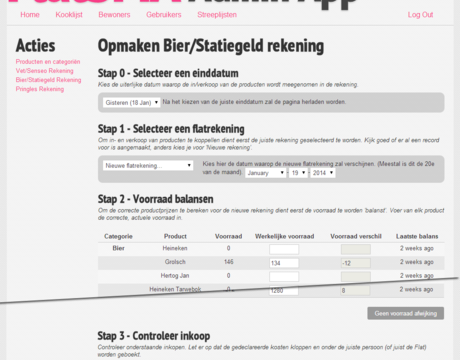 Admin App
Home Kooklijst Bewoners Gebruikers Streeplijsten Log Out
Acties
Producten en categoriën
Vet/Senseo Rekening
Bier/Statiegeld Rekening
Pringles Rekening
Opmaken Bier/Statiegeld rekening
Stap 0 - Selecteer een einddatum
Kies de uiterlijke datum waarop de in/verkoop van de producten wordt meegenomen in de rekening.
Gisteren (18 Jan) Na het kiezen van de juiste einddatum zal de pagina herladen worden.
Stap 1 - Selecteer een flatrekening
Om in- en verkoop van producten te koppellen dient eerst de juiste rekening geselecteerd te worden. Kijk goed of er al een record
voor is aangemaakt, anders kies je voor 'Nieuwe rekening'.
Nieuwe flatrekening... Kies hier de datum waarop de nieuwe flatrekening zal verschijnen. (Meestal is dit de 20e
van de maand). January - 19 - 2014
Stap 2 - Voorraad balansen
Om de correcte productprijzen te bereken voor de nieuwe rekening dient eerst de voorraad te worden 'balanst'. Voer van elk product
de correcte, actuele voorraad in.
Categorie Product Voorraad Werkelijke voorraad Voorraad verschil Laatste balans
Bier Heineken 0 2 weeks ago
Grolsch 146 134 -12 2 weeks ago
Hertog Jan 0 2 weeks ago
Heineken Tarwebok 0 1280 8 2 weeks ago
Geen voorraad afwijking
Stap 3 - Controleer inkoop
Controleer onderstaande inkopen. Let er op dat de gedeclareerde kosten kloppen en onder de juiste persoon (of juist de Flat)
worden geboekt.